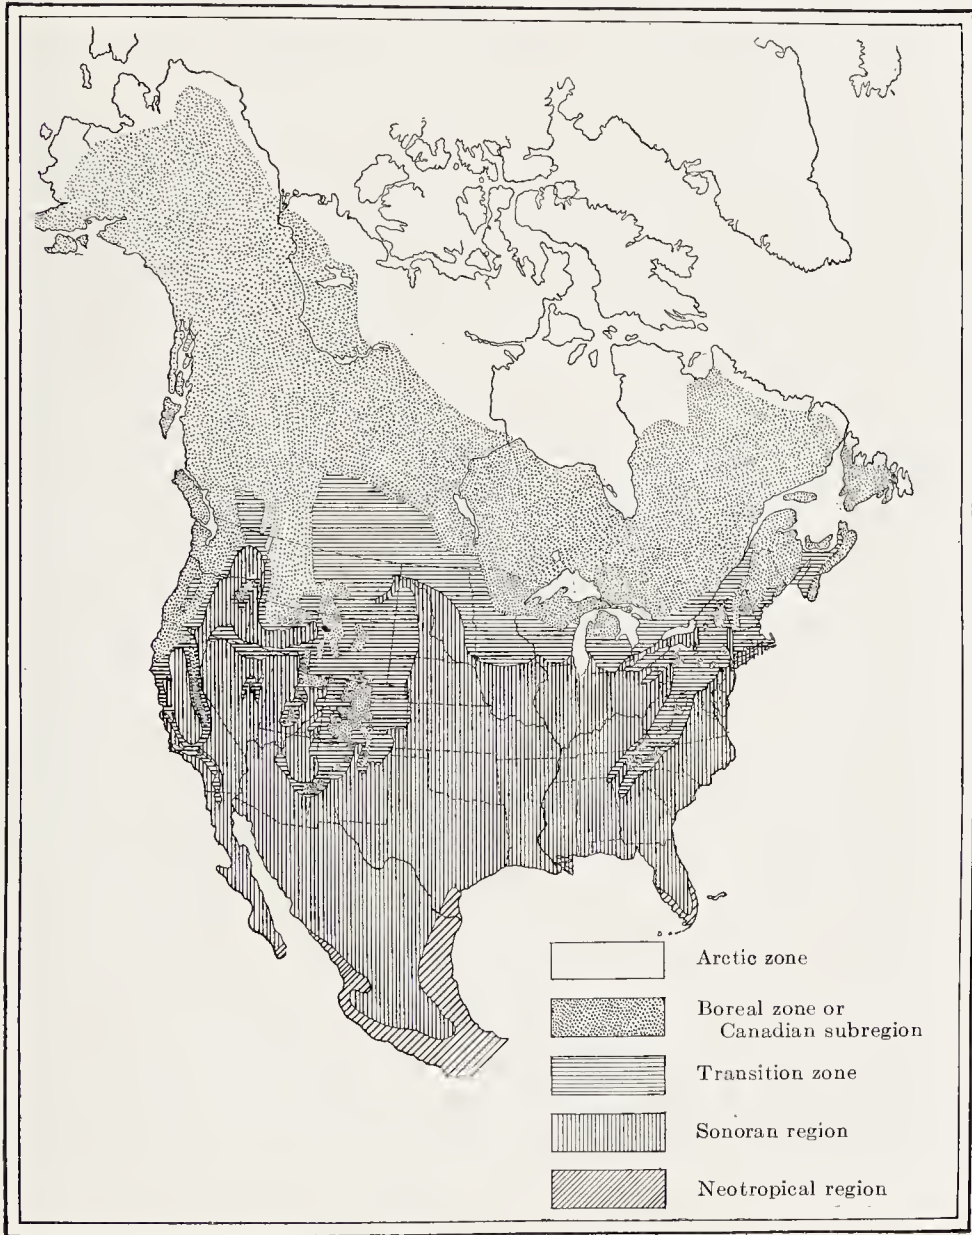 Arctic zone
Boreal zone or
Canadian subregion
Transition zone
Sonoran region
Neotropical region